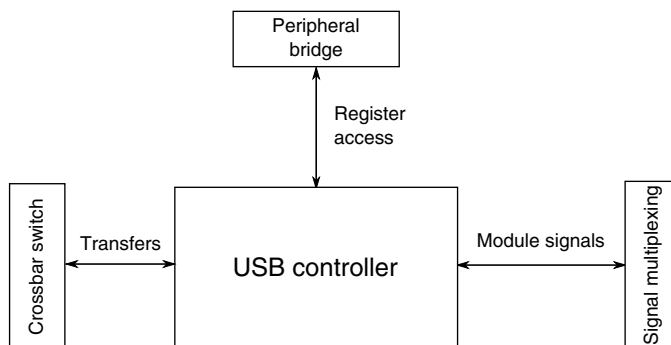 Peripheral
bridge
Register
access
Crossbar switch
Transfers
USB controller
Module signals
Signal multiplexing